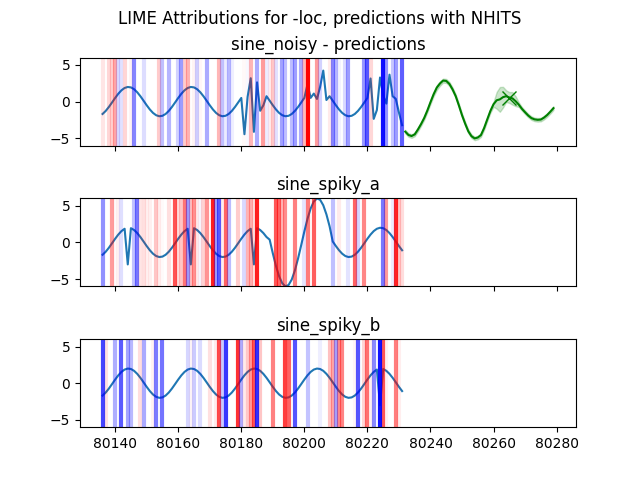 LIME Attributions for -loc, predictions with NHITS
sine_noisy - predictions
5
0
−5
sine_spiky_a
5
0
−5
sine_spiky_b
5
0
−5
80140 80160 80180 80200 80220 80240 80260 80280